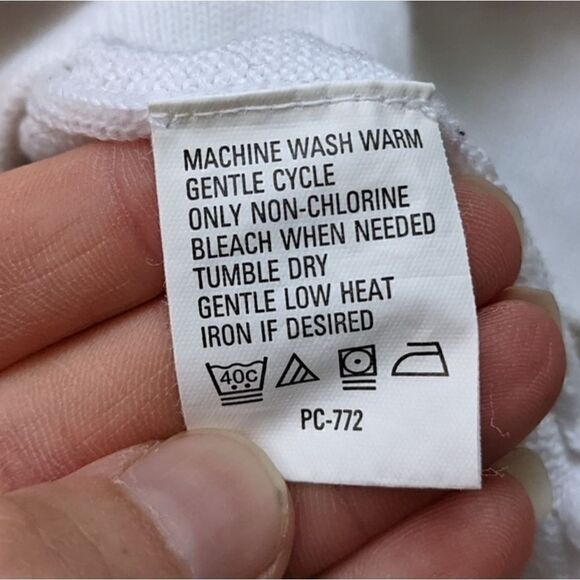 MACHINE WASH WARM
GENTLE CYCLE
ONLY NON-CHLORINE
BLEACH WHEN NEEDED
TUMBLE DRY
GENTLE LOW HEAT
IRON IF DESIRED
40C
PC-772